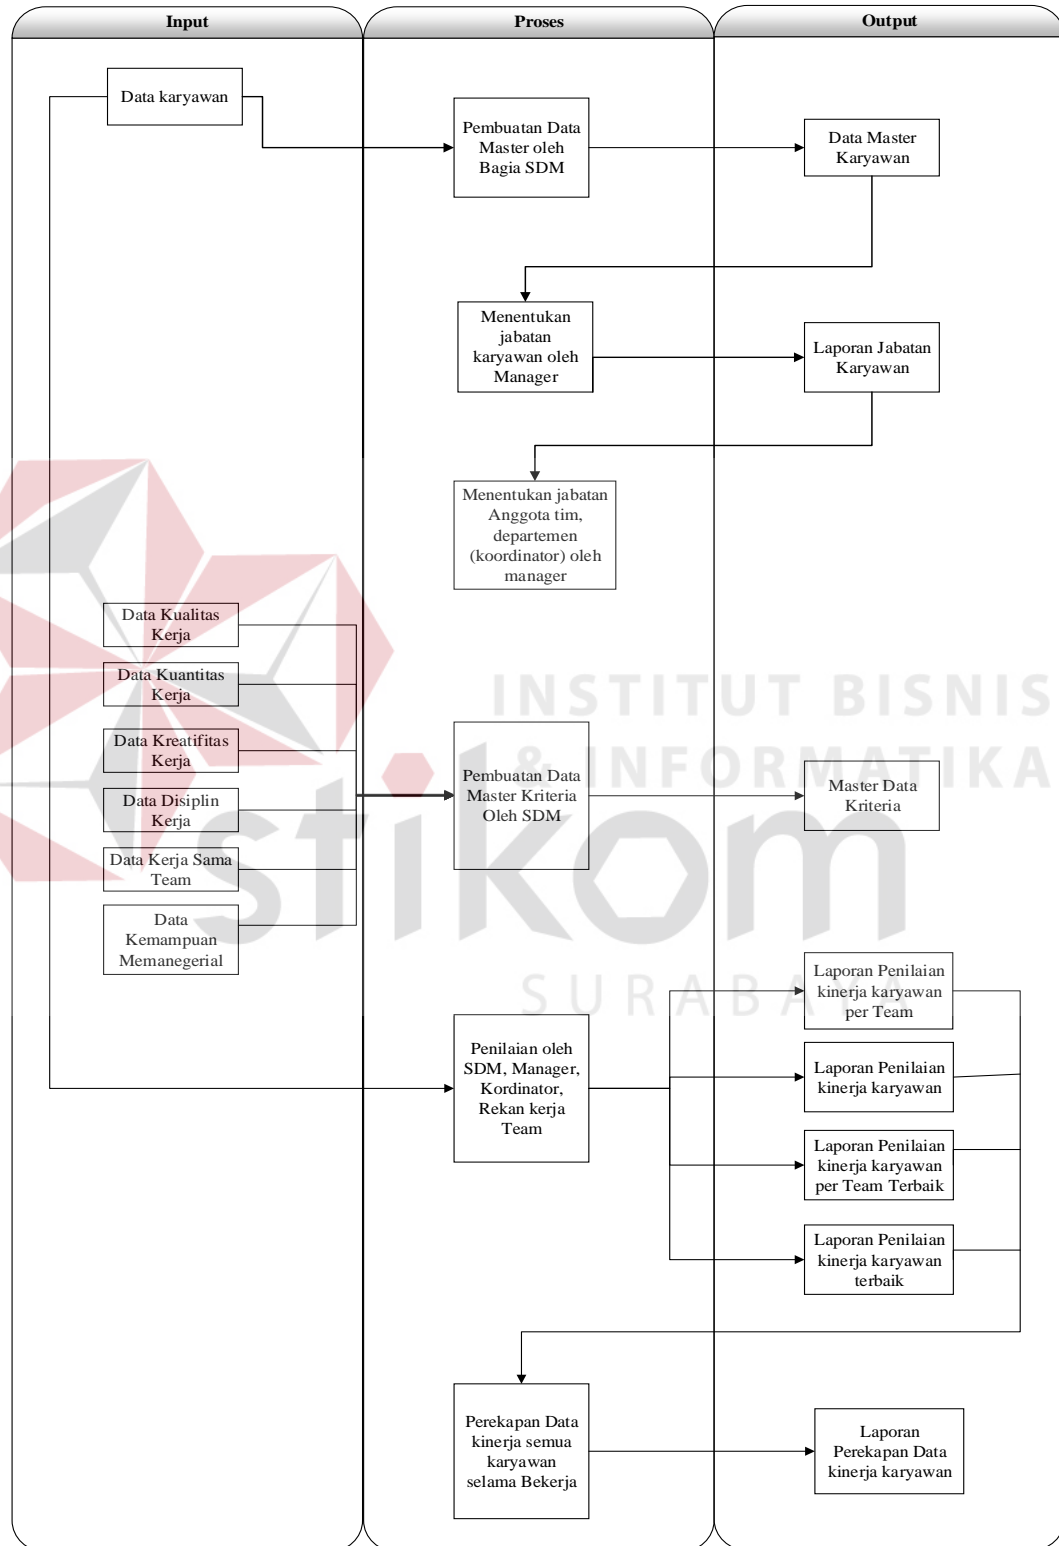 Input
Proses
Output
Data karyawan
Pembuatan Data
Master oleh
Bagia SDM
Data Master
Karyawan
Menentukan
jabatan
karyawan oleh
Manager
Laporan Jabatan
Karyawan
Menentukan jabatan
Anggota tim,
departemen
(koordinator) oleh
manager
Data Kualitas
Kerja
Data Kuantitas
Kerja
Data Kreatifitas
Kerja
Data Disiplin
Kerja
Data Kerja Sama
Team
Data
Kemampuan
Memanegerial
Pembuatan Data
Master Kriteria
Oleh SDM
Master Data
Kriteria
Penilaian oleh
SDM, Manager,
Kordinator,
Rekan kerja
Team
Laporan Penilaian
kinerja karyawan
per Team
Laporan Penilaian
kinerja karyawan
Laporan Penilaian
kinerja karyawan
per Team Terbaik
Laporan Penilaian
kinerja karyawan
terbaik
Perekapan Data
kinerja semua
karyawan
selama Bekerja
Laporan
Perekapan Data
kinerja karyawan
INSTITUT BISNIS
& INFORMATIKA
stikom
SURABAYA